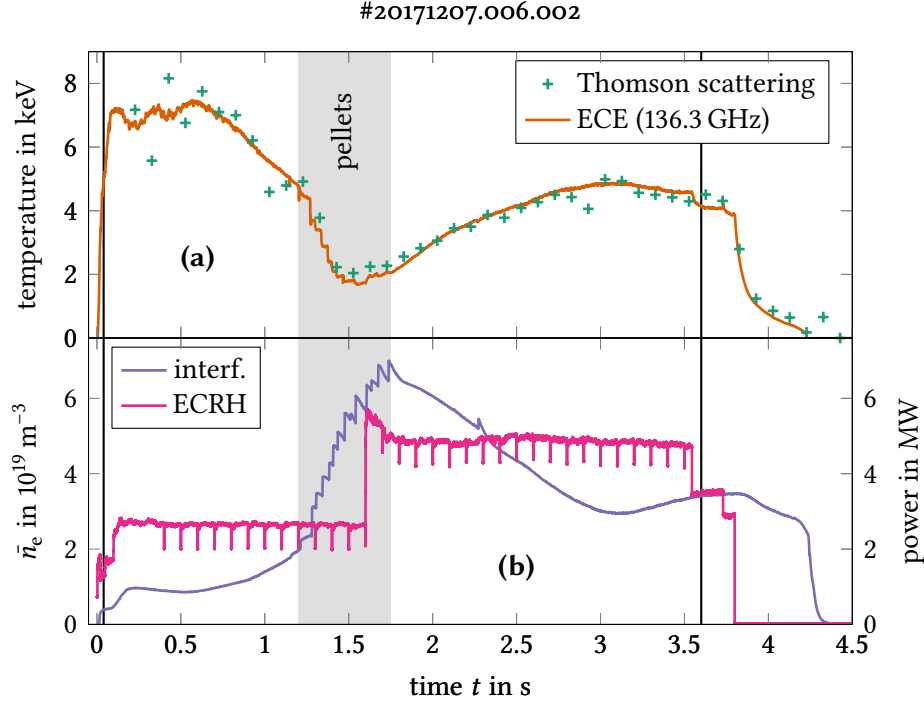 #20171207.006.002
temperature in keV
8
6
4
2
0
pellets
Thomson scattering
ECE (136.3 GHz)
(a)
n̄e in 10¹⁹ m⁻³
6
4
2
0
interf.
ECRH
(b)
6
4
2
0
power in MW
0 0.5 1 1.5 2 2.5 3 3.5 4 4.5
time t in s